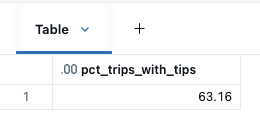 Table +
.00 pct_trips_with_tips
1 63.16